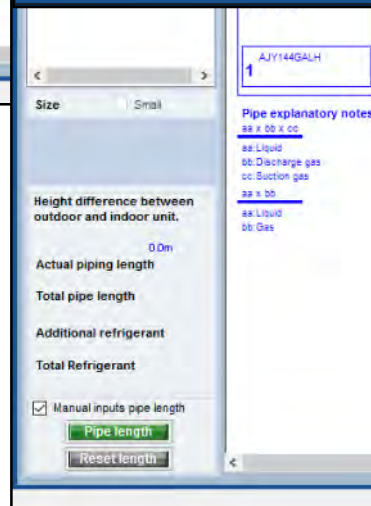 Size Small
Height difference between
outdoor and indoor unit.
0.0m
Actual piping length
Total pipe length
Additional refrigerant
Total Refrigerant
Manual inputs pipe length
Pipe length
Reset length
AJY144GALH
1
Pipe explanatory notes
aa x bb x cc
aa:Liquid
bb:Discharge gas
cc:Suction gas
aa x bb
aa:Liquid
bb:Gas